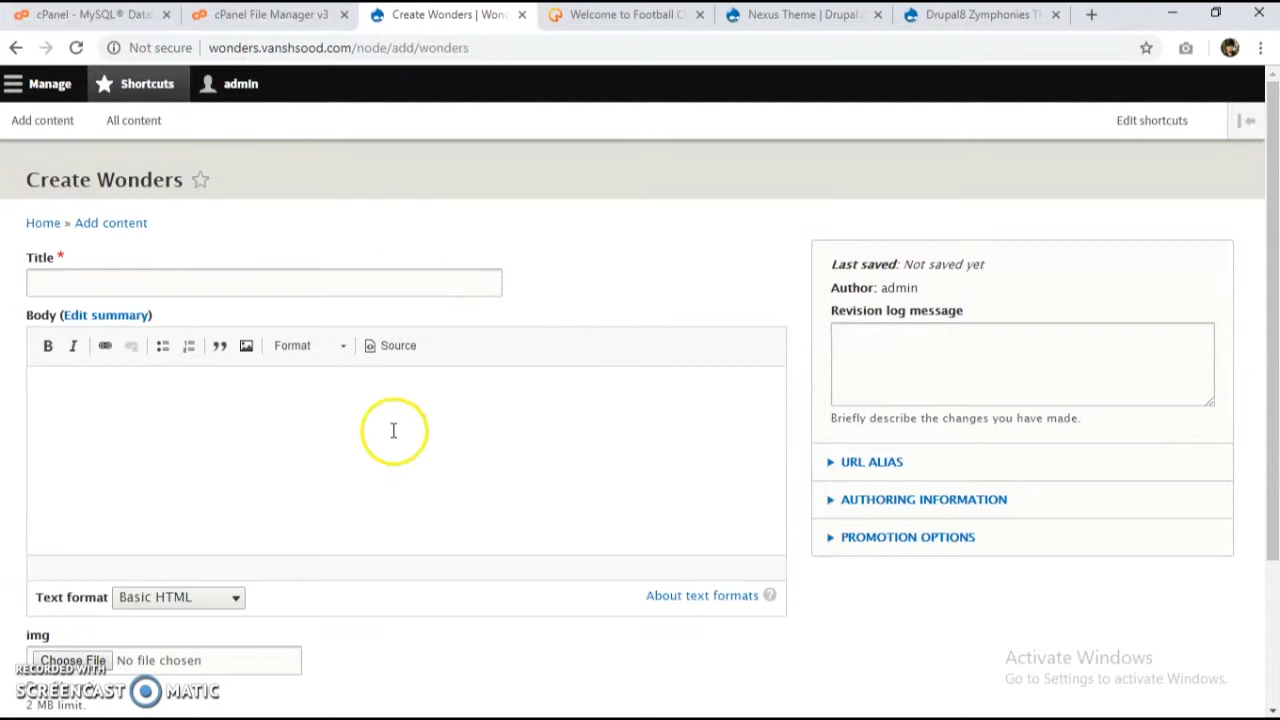 cPanel - MySQL® Data
cPanel File Manager v3
Create Wonders | Won
Welcome to Football C
Nexus Theme | Drupal.c
Drupal8 Zymphonies T
Not secure | wonders.vanshsood.com/node/add/wonders
Manage Shortcuts admin
Add content All content Edit shortcuts
Create Wonders
Home » Add content
Title *
Body (Edit summary)
B I Format Source
Text format Basic HTML
About text formats ?
img
Choose File No file chosen
2 MB limit.
Last saved: Not saved yet
Author: admin
Revision log message
Briefly describe the changes you have made.
URL ALIAS
AUTHORING INFORMATION
PROMOTION OPTIONS
Activate Windows
Go to Settings to activate Windows.
RECORDED WITH
SCREENCAST MATIC